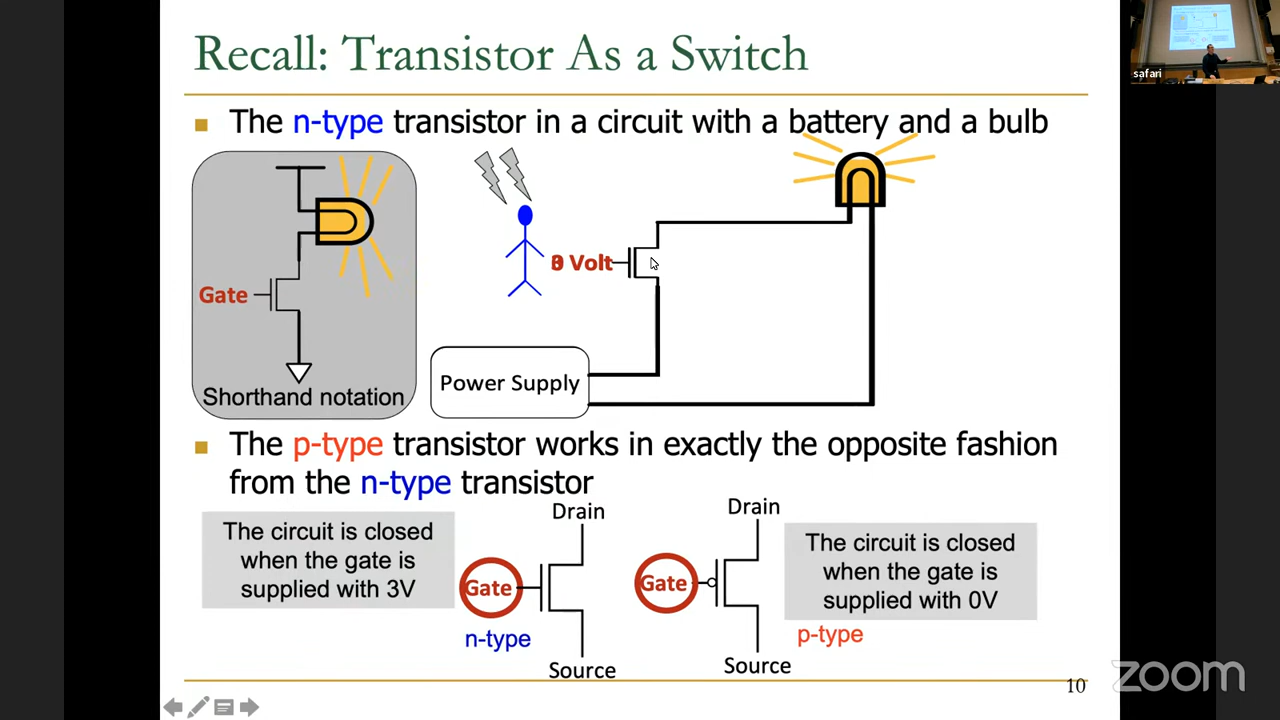 Recall: Transistor As a Switch
safari
The n-type transistor in a circuit with a battery and a bulb
Gate
Shorthand notation
Volt
Power Supply
The p-type transistor works in exactly the opposite fashion
from the n-type transistor
The circuit is closed
when the gate is
supplied with 3V
Drain
Gate
n-type
Source
Drain
Gate
Source
The circuit is closed
when the gate is
supplied with 0V
p-type
10
zoom